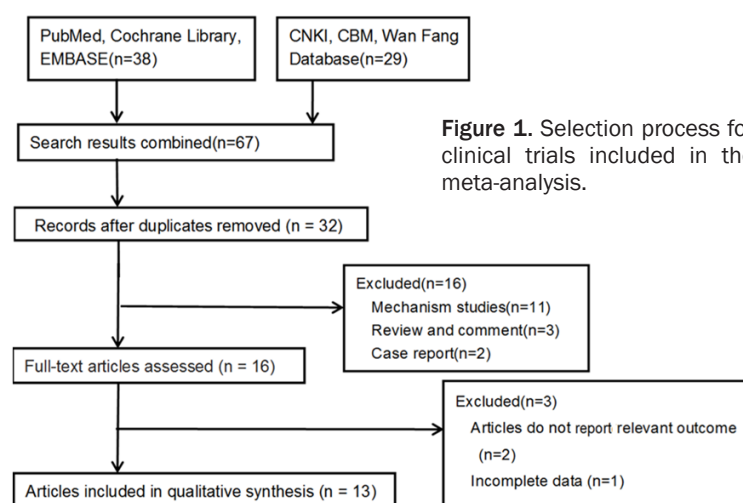 PubMed, Cochrane Library,
EMBASE(n=38)
CNKI, CBM, Wan Fang
Database(n=29)
Search results combined(n=67)
Figure 1. Selection process fo
clinical trials included in the
meta-analysis.
Records after duplicates removed (n = 32)
Excluded(n=16)
Mechanism studies(n=11)
Review and comment(n=3)
Case report(n=2)
Full-text articles assessed (n = 16)
Excluded(n=3)
Articles do not report relevant outcome
(n=2)
Incomplete data (n=1)
Articles included in qualitative synthesis (n = 13)